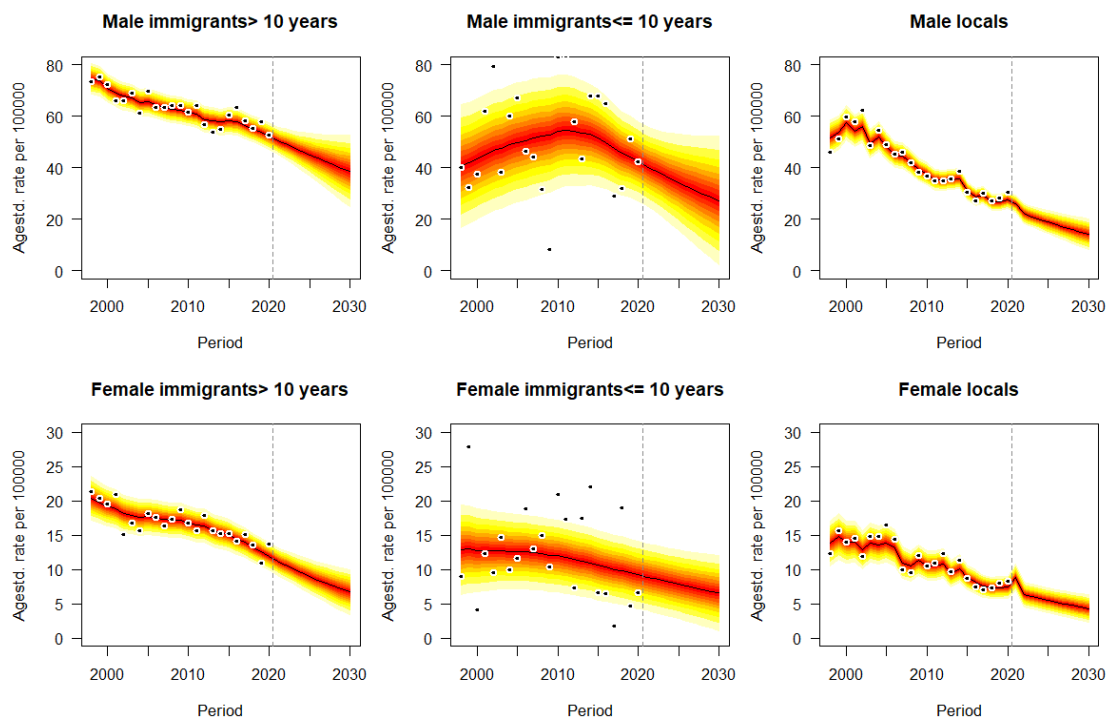 Male immigrants> 10 years
Male immigrants<= 10 years
Male locals
Agestd. rate per 100000
80
60
40
20
0
2000 2010 2020 2030
Period
Agestd. rate per 100000
80
60
40
20
0
2000 2010 2020 2030
Period
Agestd. rate per 100000
80
60
40
20
0
2000 2010 2020 2030
Period
Female immigrants> 10 years
Female immigrants<= 10 years
Female locals
Agestd. rate per 100000
30
25
20
15
10
5
0
2000 2010 2020 2030
Period
Agestd. rate per 100000
30
25
20
15
10
5
0
2000 2010 2020 2030
Period
Agestd. rate per 100000
30
25
20
15
10
5
0
2000 2010 2020 2030
Period